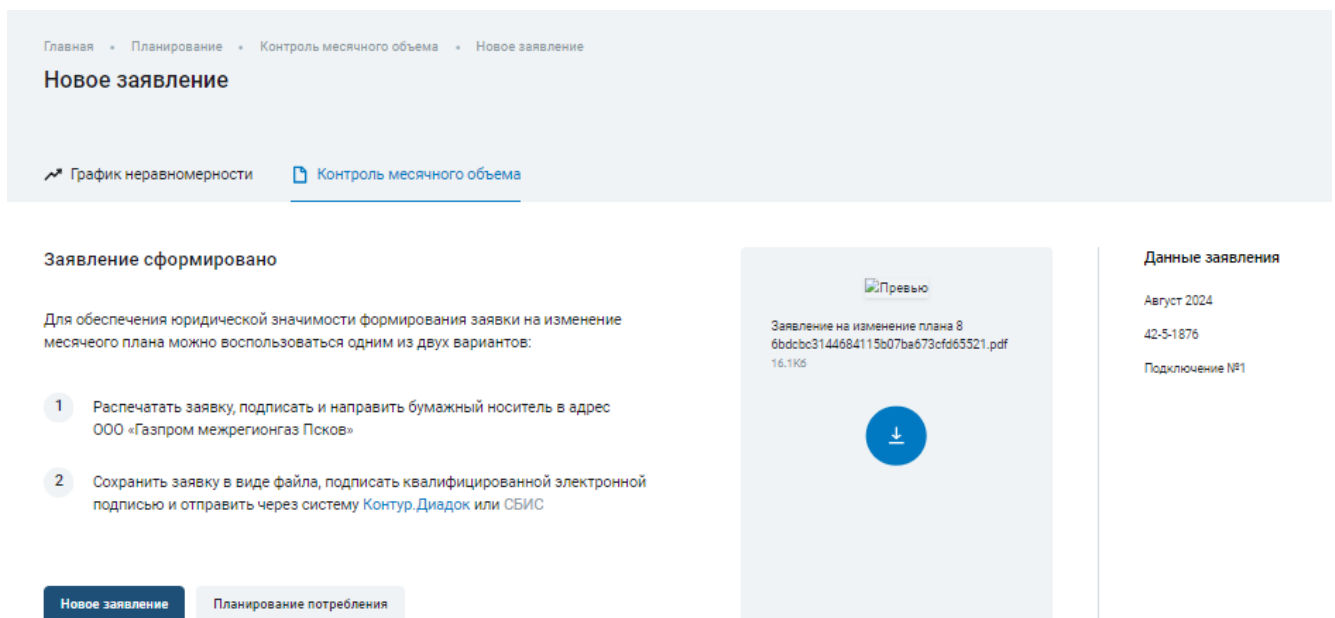 Главная • Планирование • Контроль месячного объема • Новое заявление
Новое заявление
График неравномерности
Контроль месячного объема
Заявление сформировано
Для обеспечения юридической значимости формирования заявки на изменение
месячеого плана можно воспользоваться одним из двух вариантов:
1 Распечатать заявку, подписать и направить бумажный носитель в адрес
ООО «Газпром межрегионгаз Псков»
2 Сохранить заявку в виде файла, подписать квалифицированной электронной
подписью и отправить через систему Контур.Диадок или СБИС
Новое заявление
Планирование потребления
Превью
Заявление на изменение плана 8
6bdcbc3144684115b07ba673cfd65521.pdf
16.1Кб
Данные заявления
Август 2024
42-5-1876
Подключение №1